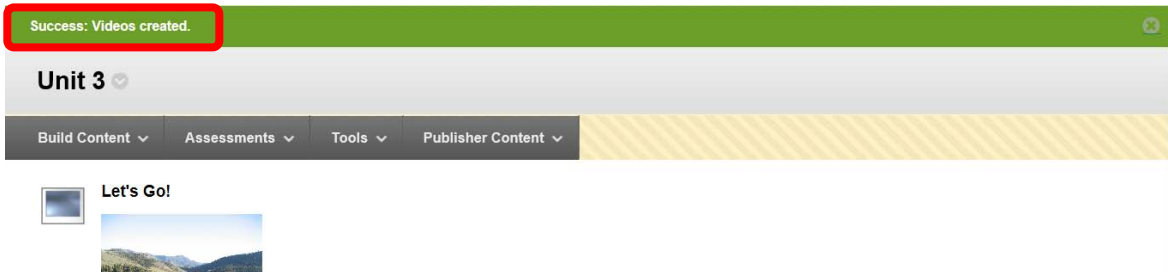 Success: Videos created.
Unit 3
Build Content Assessments Tools Publisher Content
Let's Go!